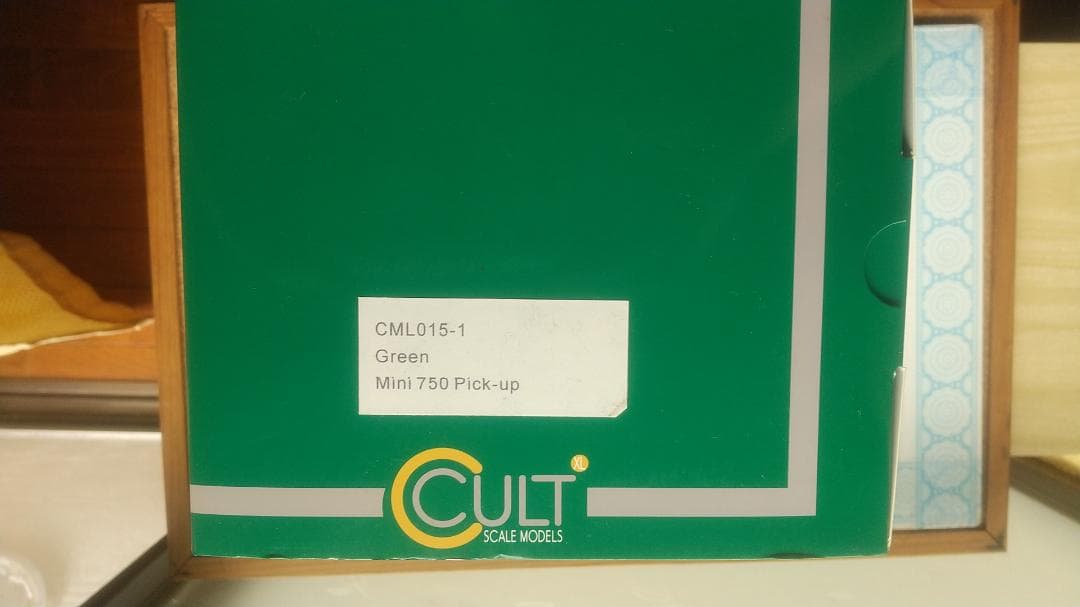 CML015-1
Green
Mini 750 Pick-up
CULT XL
SCALE MODELS